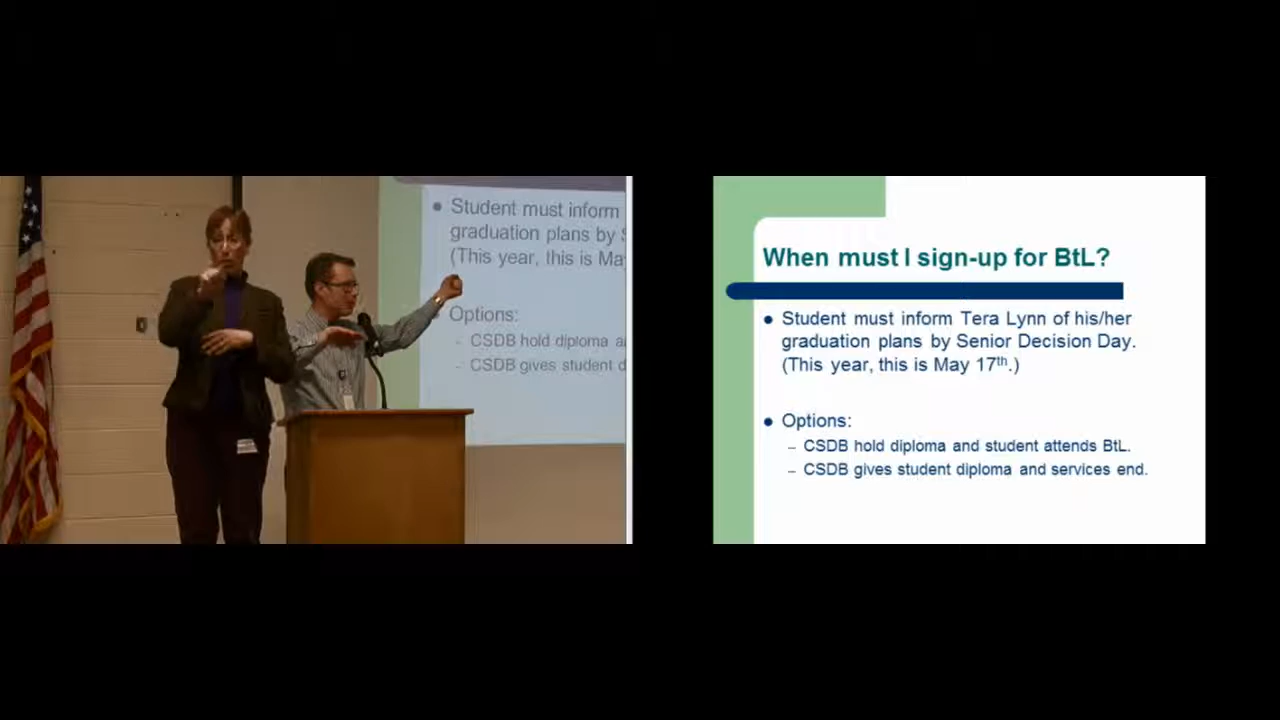 Student must inform
graduation plans by
(This year, this is May
Options:
CSDB hold diploma
CSDB gives student
When must I sign-up for BtL?
Student must inform Tera Lynn of his/her
graduation plans by Senior Decision Day.
(This year, this is May 17th.)
Options:
– CSDB hold diploma and student attends BtL.
– CSDB gives student diploma and services end.